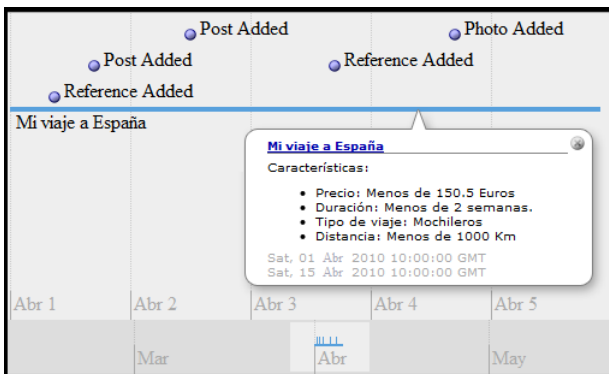 Post Added
Photo Added
Post Added
Reference Added
Reference Added
Mi viaje a España
Mi viaje a España
Características:
Precio: Menos de 150.5 Euros
Duración: Menos de 2 semanas.
Tipo de viaje: Mochileros
Distancia: Menos de 1000 Km
Sat, 01 Abr 2010 10:00:00 GMT
Sat, 15 Abr 2010 10:00:00 GMT
Abr 1 Abr 2 Abr 3 Abr 4 Abr 5
Mar Abr May